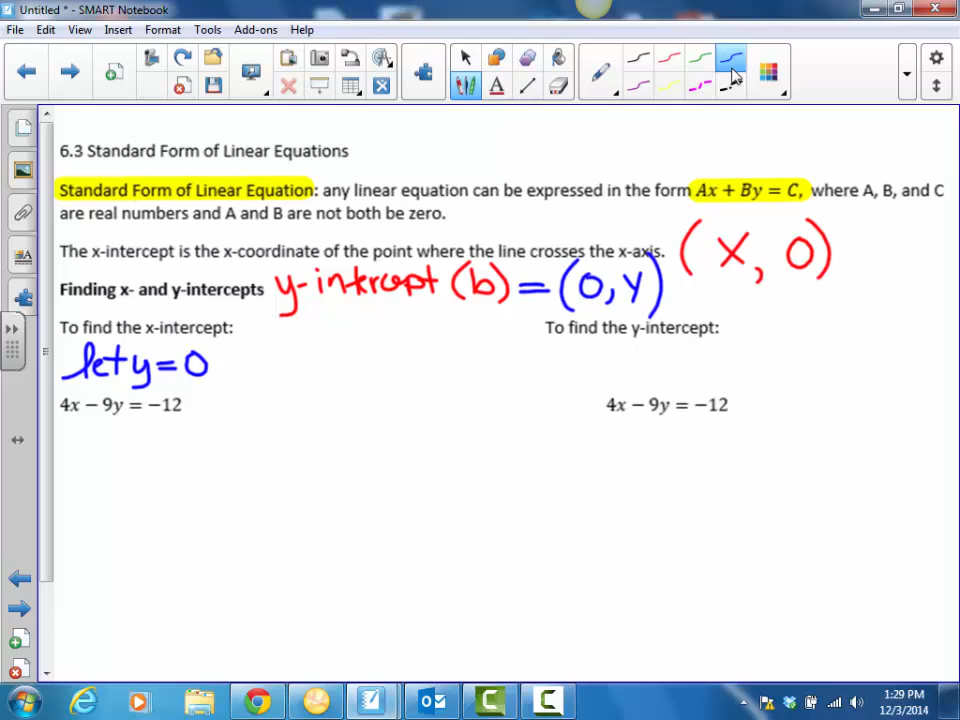 Untitled * - SMART Notebook
File Edit View Insert Format Tools Add-ons Help
6.3 Standard Form of Linear Equations
Standard Form of Linear Equation: any linear equation can be expressed in the form Ax + By = C, where A, B, and C
are real numbers and A and B are not both be zero.
The x-intercept is the x-coordinate of the point where the line crosses the x-axis. (x, 0)
Finding x- and y-intercepts y-intercept (b) = (0, y)
To find the x-intercept: To find the y-intercept:
let y = 0
4x − 9y = −12 4x − 9y = −12
1:29 PM
12/3/2014